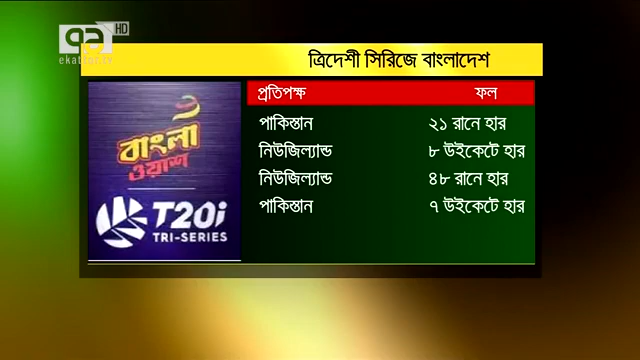 HD
ekattor.tv
ত্রিদেশী সিরিজে বাংলাদেশ
প্রতিপক্ষ ফল
পাকিস্তান ২১ রানে হার
নিউজিল্যান্ড ৮ উইকেটে হার
নিউজিল্যান্ড ৪৮ রানে হার
পাকিস্তান ৭ উইকেটে হার
বাংলা
ওয়াশ
T20i
TRI-SERIES